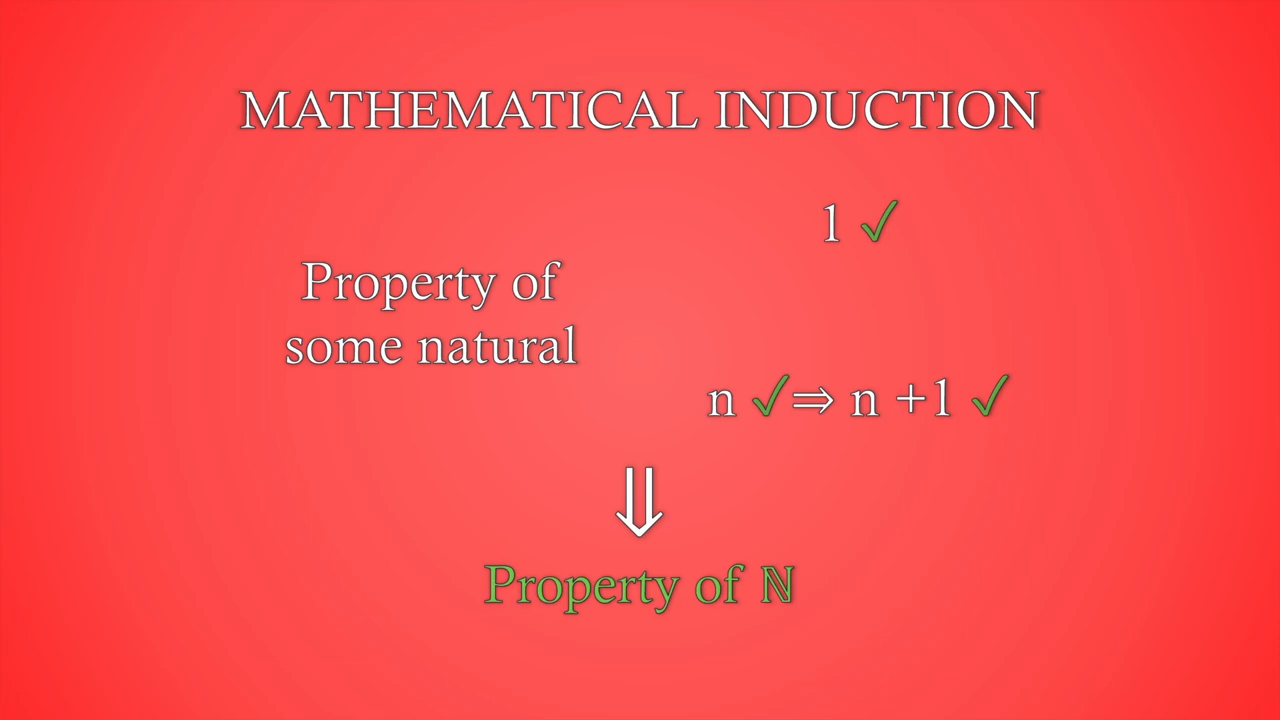 MATHEMATICAL INDUCTION
1 ✓
Property of
some natural
n ✓⇒ n +1 ✓
⇓
Property of ℕ